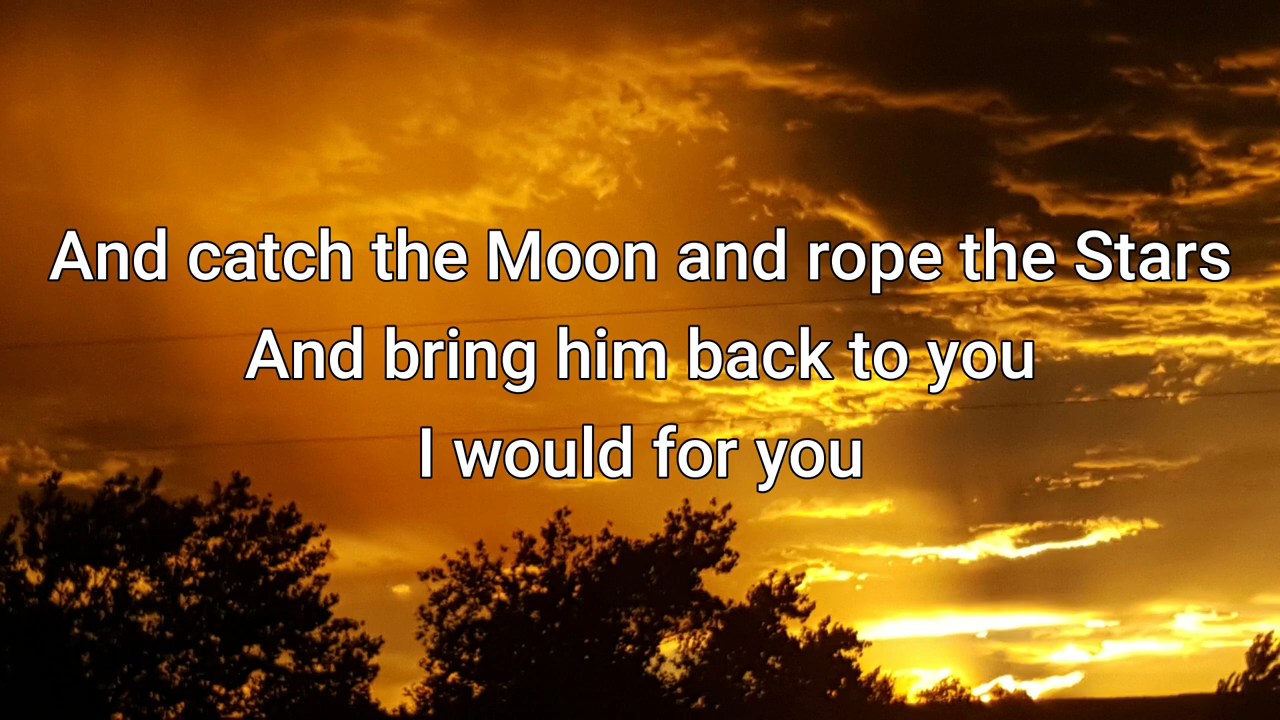 And catch the Moon and rope the Stars
And bring him back to you
I would for you